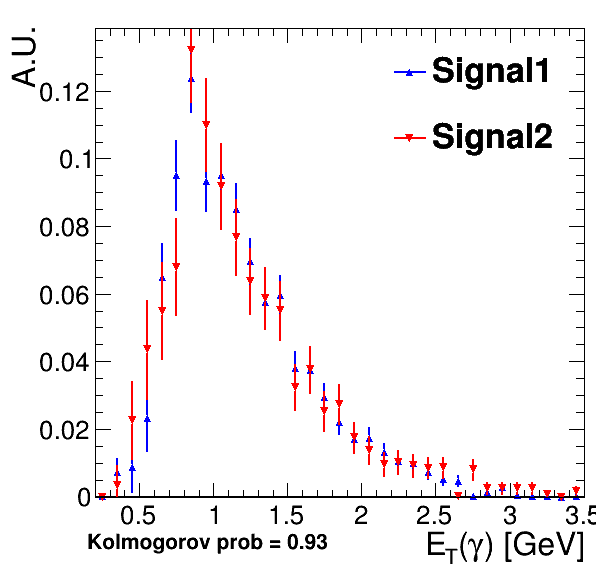 A.U.
Signal1
Signal2
0.12
0.1
0.08
0.06
0.04
0.02
0
0.5 1 1.5 2 2.5 3 3.5
Kolmogorov prob = 0.93
E_T(γ) [GeV]